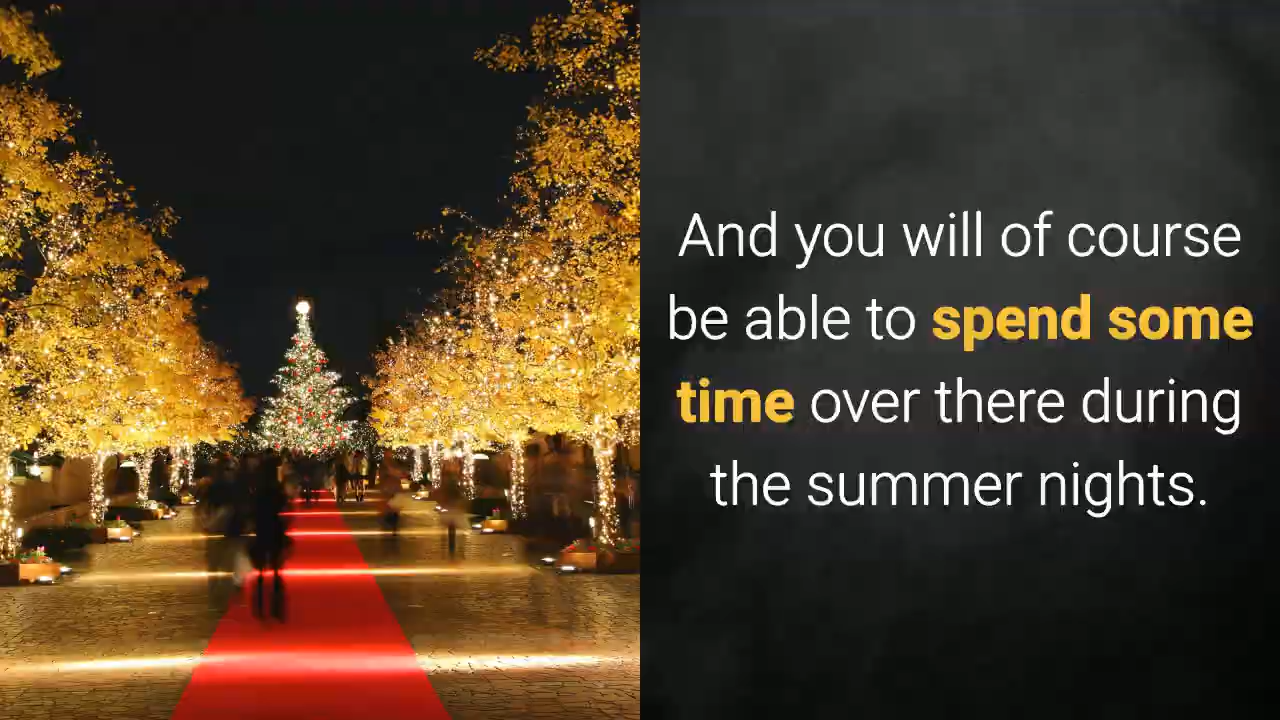 And you will of course
be able to spend some
time over there during
the summer nights.